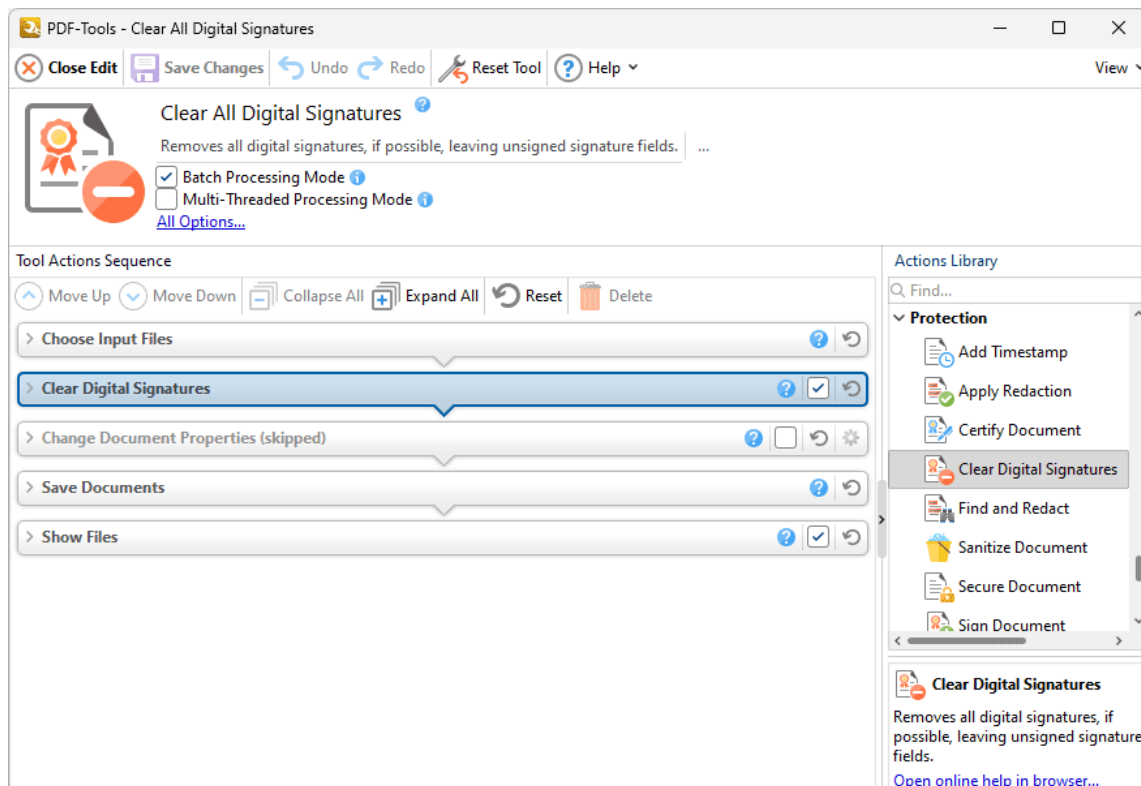 PDF-Tools - Clear All Digital Signatures
Close Edit Save Changes Undo Redo Reset Tool ? Help View
Clear All Digital Signatures ?
Removes all digital signatures, if possible, leaving unsigned signature fields. ...
Batch Processing Mode i
Multi-Threaded Processing Mode i
All Options...
Tool Actions Sequence
Move Up Move Down Collapse All Expand All Reset Delete
Choose Input Files ?
Clear Digital Signatures ?
Change Document Properties (skipped) ?
Save Documents ?
Show Files ?
Actions Library
Find...
Protection
Add Timestamp
Apply Redaction
Certify Document
Clear Digital Signatures
Find and Redact
Sanitize Document
Secure Document
Sign Document
Clear Digital Signatures
Removes all digital signatures, if
possible, leaving unsigned signature
fields.
Open online help in browser...